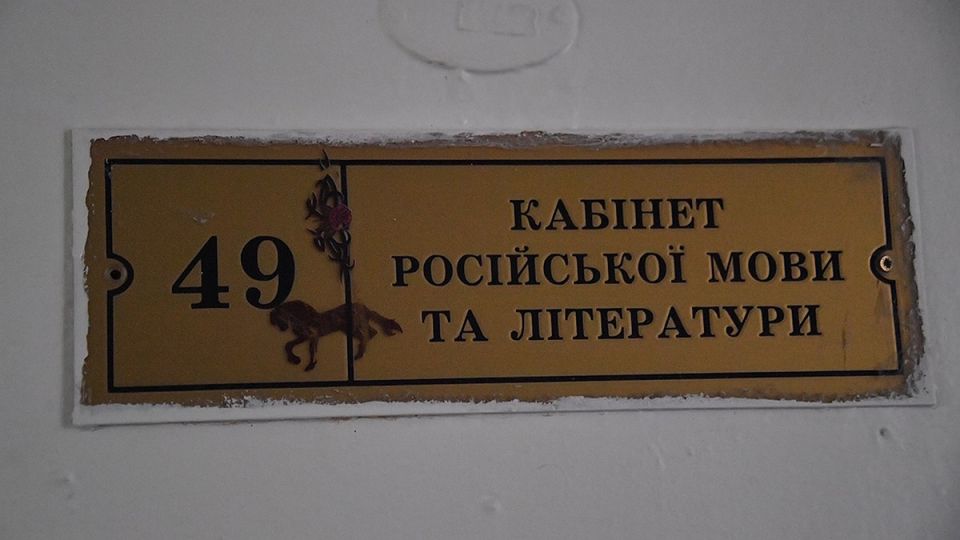 49
КАБІНЕТ
РОСІЙСЬКОЇ МОВИ
ТА ЛІТЕРАТУРИ